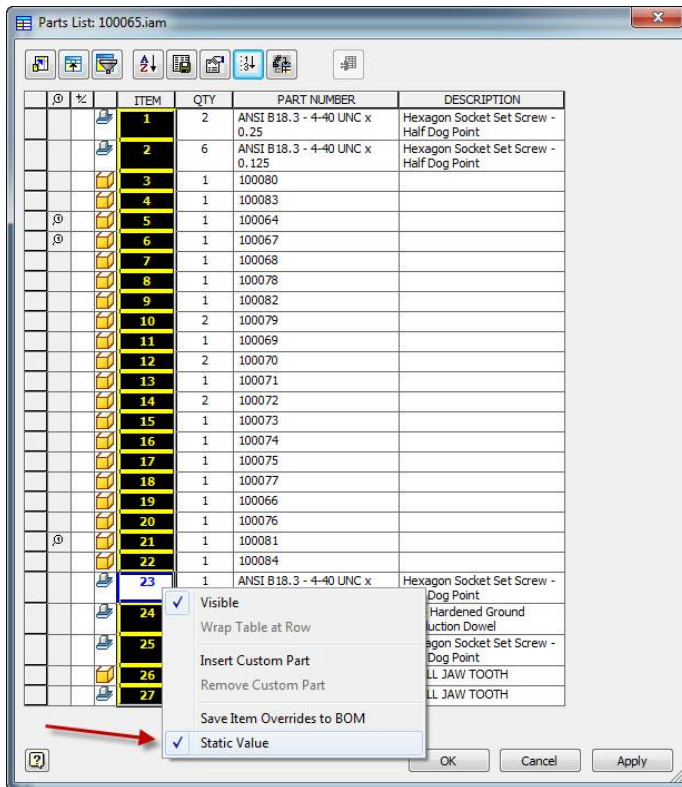 Parts List: 100065.iam
ITEM QTY PART NUMBER DESCRIPTION
1 2 ANSI B18.3 - 4-40 UNC x Hexagon Socket Set Screw -
0.25 Half Dog Point
2 6 ANSI B18.3 - 4-40 UNC x Hexagon Socket Set Screw -
0.125 Half Dog Point
3 1 100080
4 1 100083
5 1 100064
6 1 100067
7 1 100068
8 1 100078
9 1 100082
10 2 100079
11 1 100069
12 2 100070
13 1 100071
14 2 100072
15 1 100073
16 1 100074
17 1 100075
18 1 100077
19 1 100066
20 1 100076
21 1 100081
22 1 100084
23 1 ANSI B18.3 - 4-40 UNC x Hexagon Socket Set Screw -
Dog Point
24 Hardened Ground
Dowel
25 Socket Set Screw -
Dog Point
26 JAW TOOTH
27 JAW TOOTH
Visible
Wrap Table at Row
Insert Custom Part
Remove Custom Part
Save Item Overrides to BOM
Static Value
OK Cancel Apply